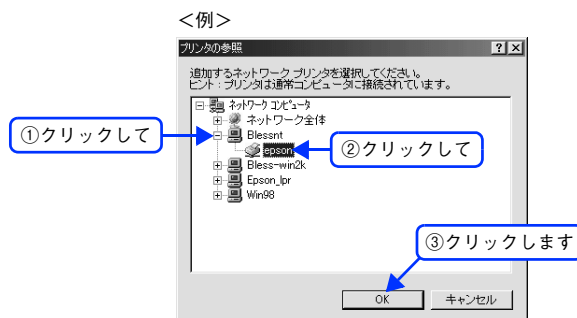 <例>
プリンタの参照
追加するネットワーク プリンタを選択してください。
ヒント : プリンタは通常コンピュータに接続されています。
ネットワーク コンピュータ
ネットワーク全体
①クリックして
Blessnt
epson
②クリックして
Bless-win2k
Epson_lpr
Win98
③クリックします
OK
キャンセル